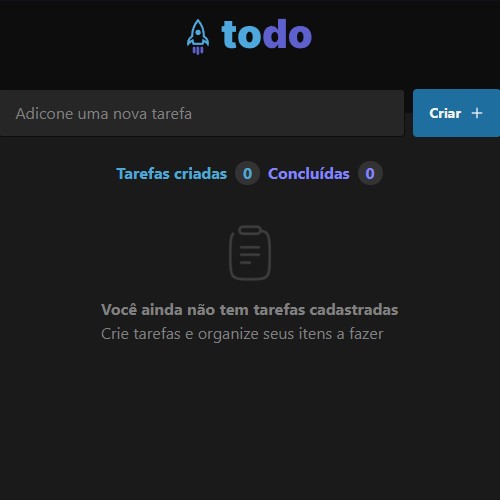 todo
Adicone uma nova tarefa
Criar +
Tarefas criadas 0 Concluídas 0
Você ainda não tem tarefas cadastradas
Crie tarefas e organize seus itens a fazer